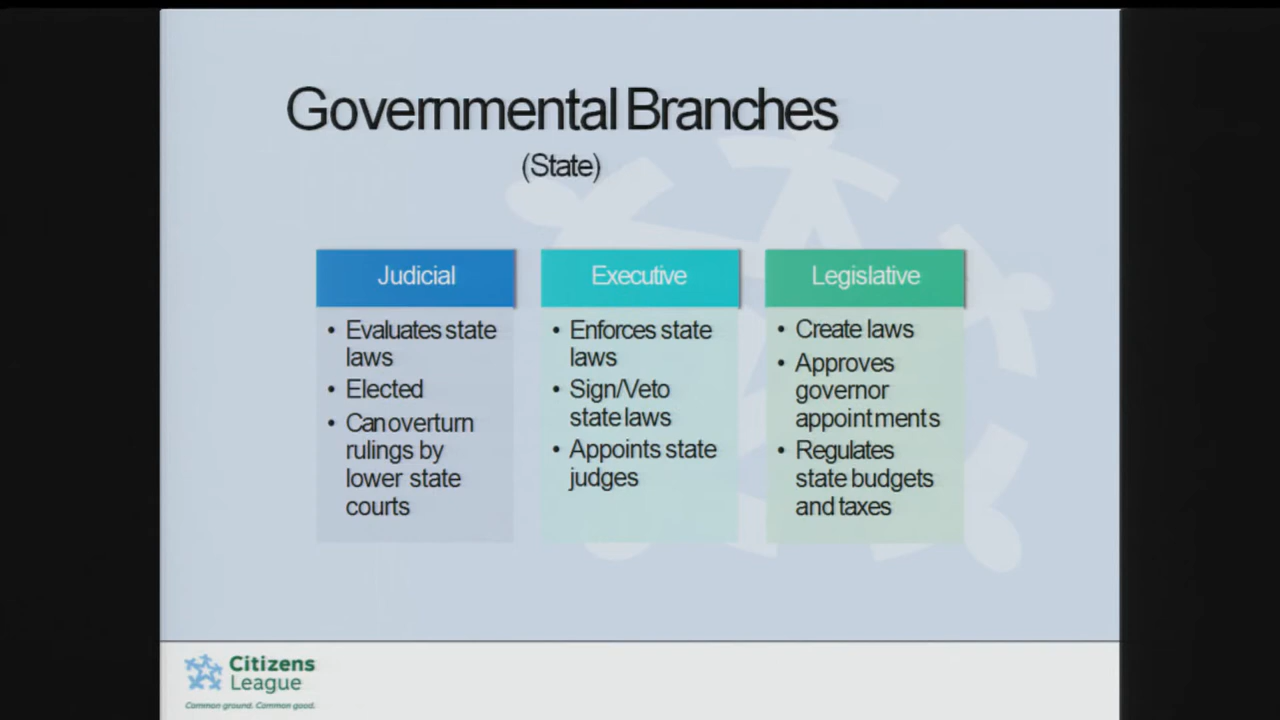 Governmental Branches
(State)
Judicial
• Evaluates state
laws
• Elected
• Can overturn
rulings by
lower state
courts
Executive
• Enforces state
laws
• Sign/Veto
state laws
• Appoints state
judges
Legislative
• Create laws
• Approves
governor
appointments
• Regulates
state budgets
and taxes
Citizens
League
Common ground. Common good.